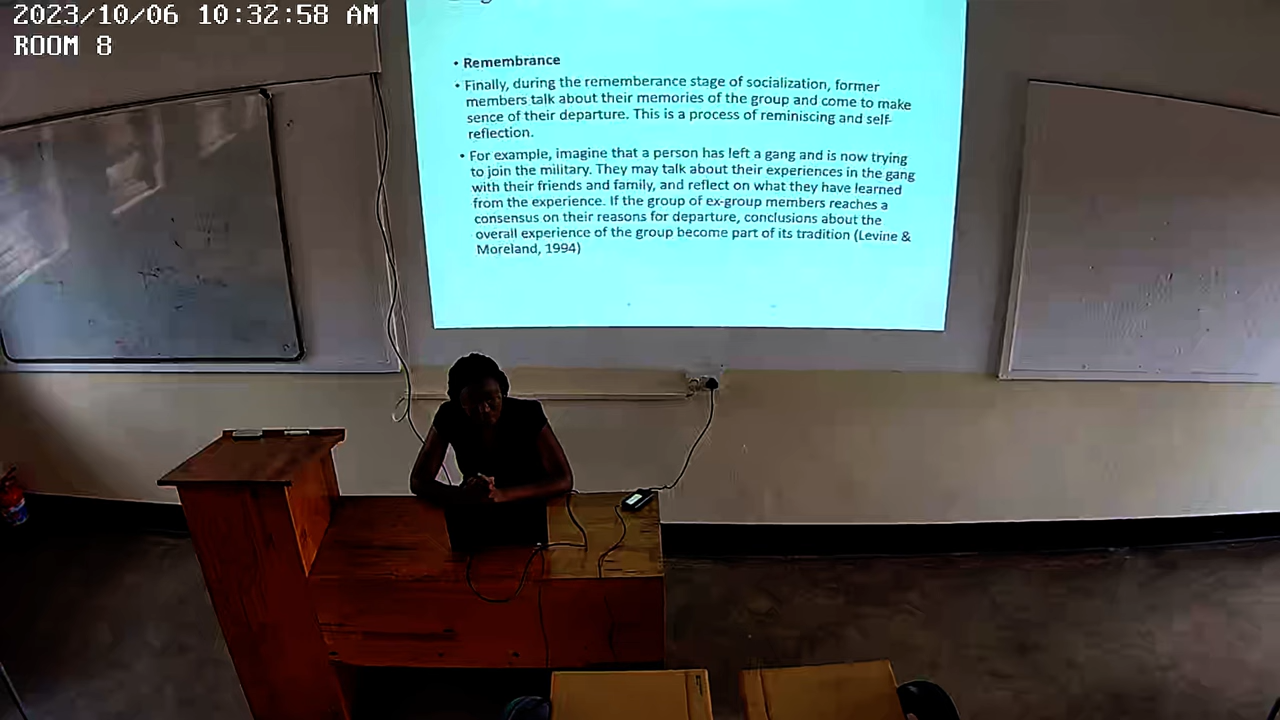 2023/10/06 10:32:58 AM
ROOM 8
• Remembrance
• Finally, during the rememberance stage of socialization, former
members talk about their memories of the group and come to make
sence of their departure. This is a process of reminiscing and self-
reflection.
• For example, imagine that a person has left a gang and is now trying
to join the military. They may talk about their experiences in the gang
with their friends and family, and reflect on what they have learned
from the experience. If the group of ex-group members reaches a
consensus on their reasons for departure, conclusions about the
overall experience of the group become part of its tradition (Levine &
Moreland, 1994)